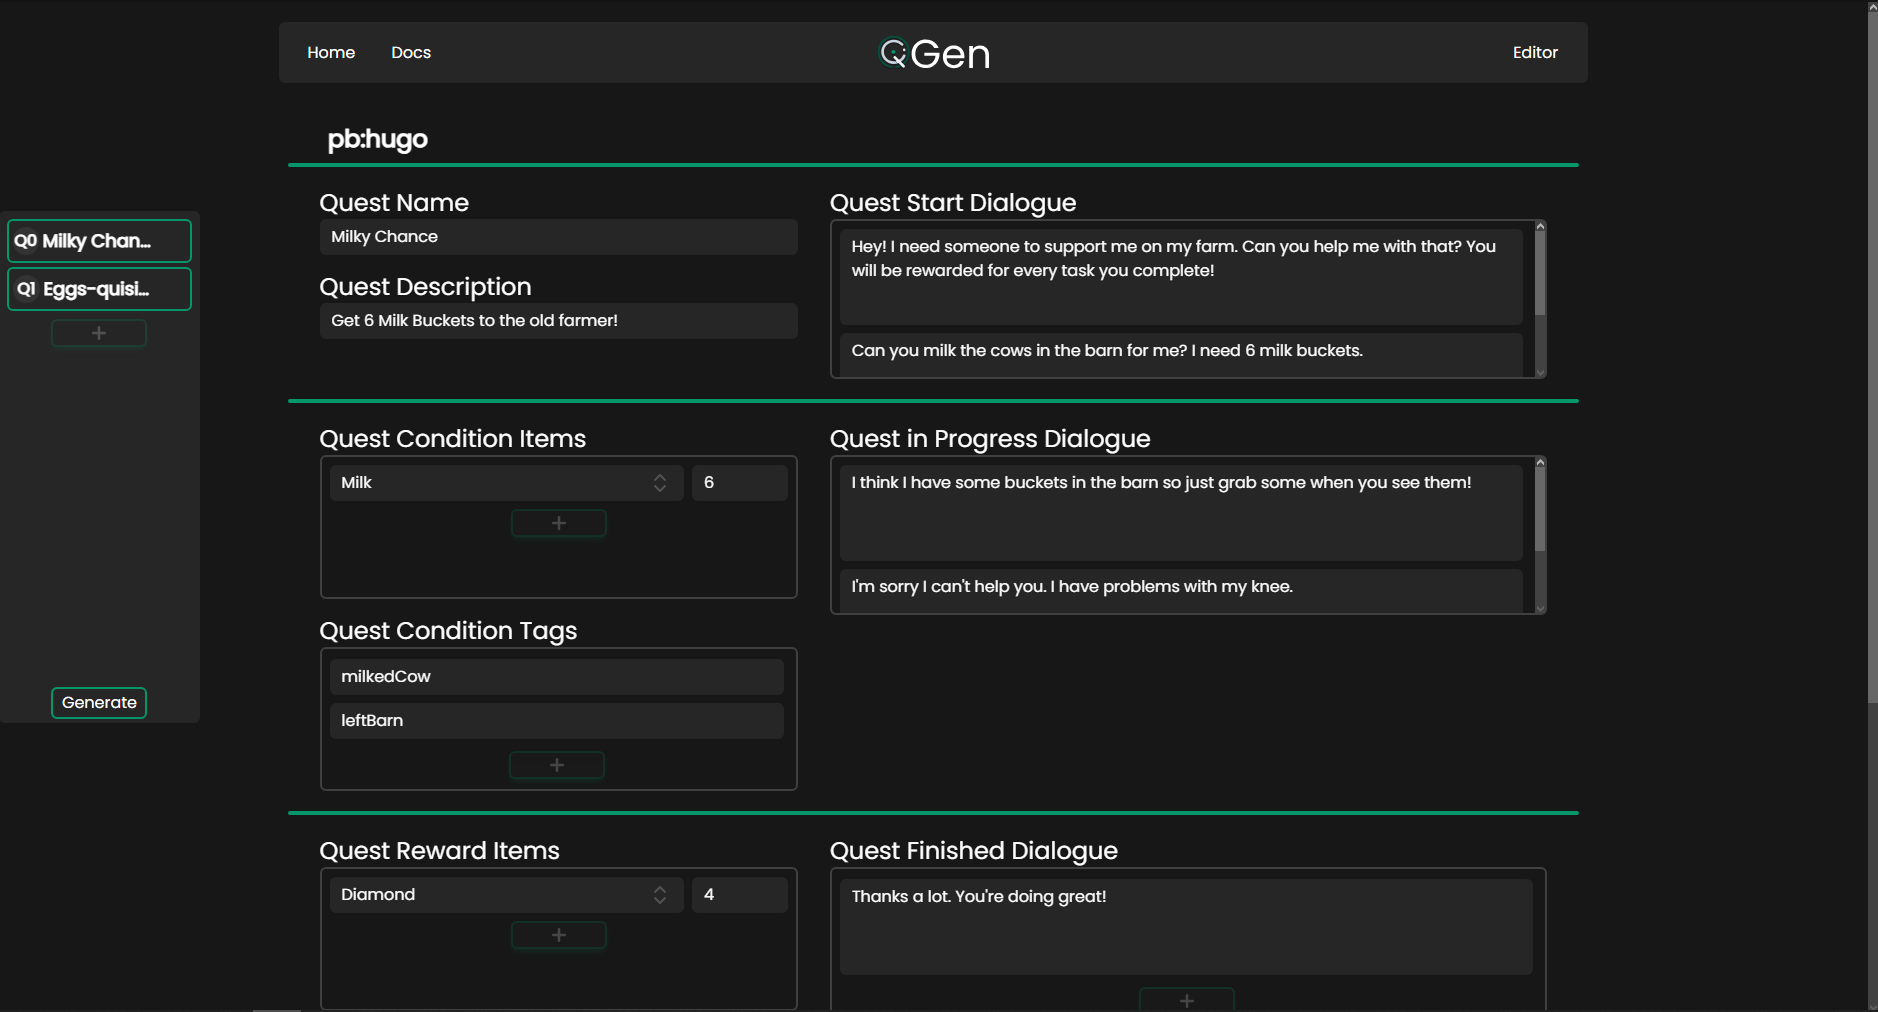 Home
Docs
QGen
Editor
pb:hugo
Q0 Milky Chan...
Q1 Eggs-quisi...
+
Generate
Quest Name
Milky Chance
Quest Description
Get 6 Milk Buckets to the old farmer!
Quest Start Dialogue
Hey! I need someone to support me on my farm. Can you help me with that? You
will be rewarded for every task you complete!
Can you milk the cows in the barn for me? I need 6 milk buckets.
Quest Condition Items
Milk
6
+
Quest Condition Tags
milkedCow
leftBarn
+
Quest in Progress Dialogue
I think I have some buckets in the barn so just grab some when you see them!
I'm sorry I can't help you. I have problems with my knee.
Quest Reward Items
Diamond
4
+
Quest Finished Dialogue
Thanks a lot. You're doing great!
+